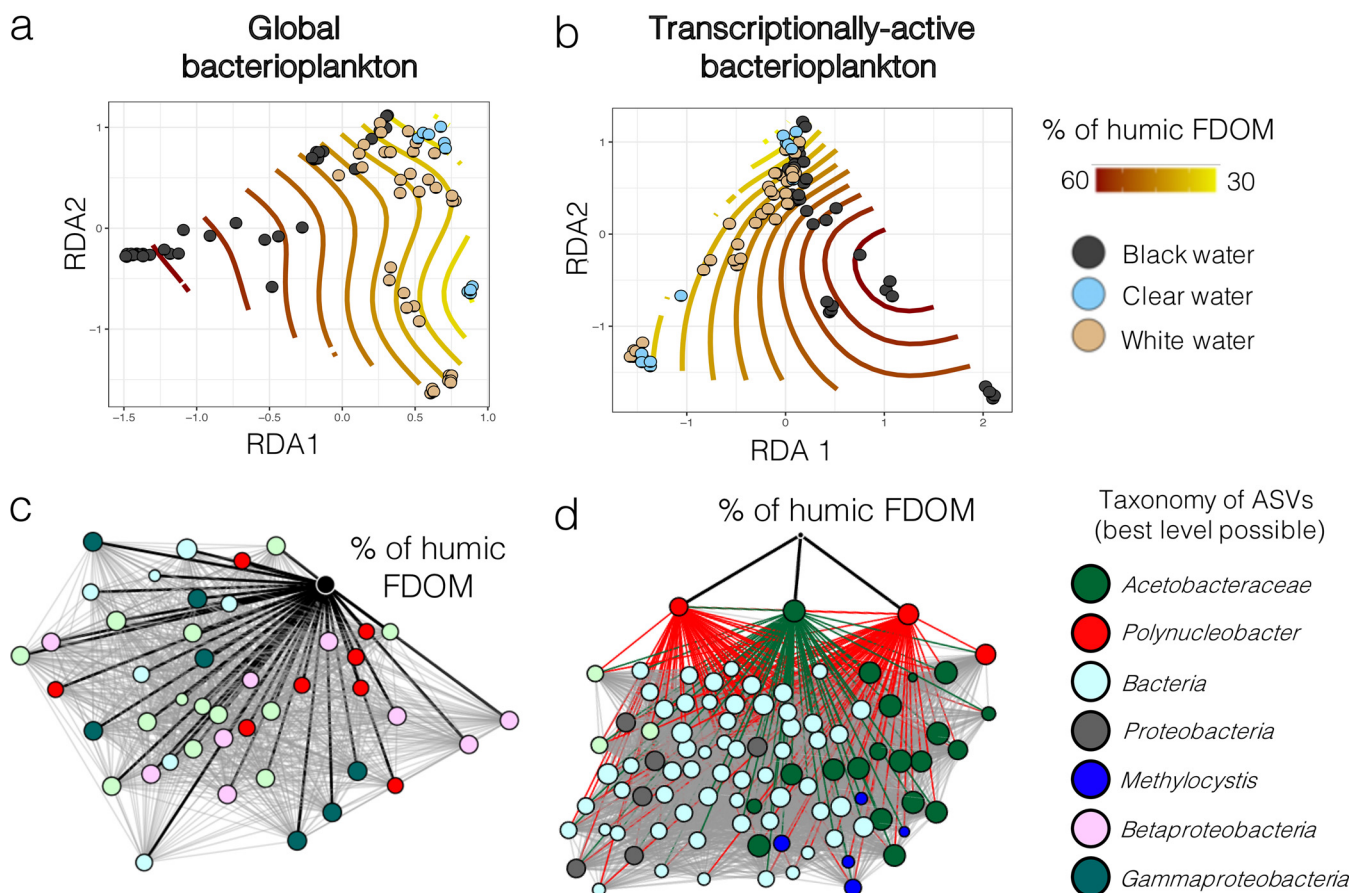 a
Global
bacterioplankton
RDA2
1
0
−1
−1.5
−1.0
−0.5
0.0
0.5
1.0
RDA1
b
Transcriptionally-active
bacterioplankton
RDA2
1
0
−1
−1
0
1
2
RDA 1
% of humic FDOM
60
30
Black water
Clear water
White water
c
% of humic
FDOM
d
% of humic FDOM
Taxonomy of ASVs
(best level possible)
Acetobacteraceae
Polynucleobacter
Bacteria
Proteobacteria
Methylocystis
Betaproteobacteria
Gammaproteobacteria